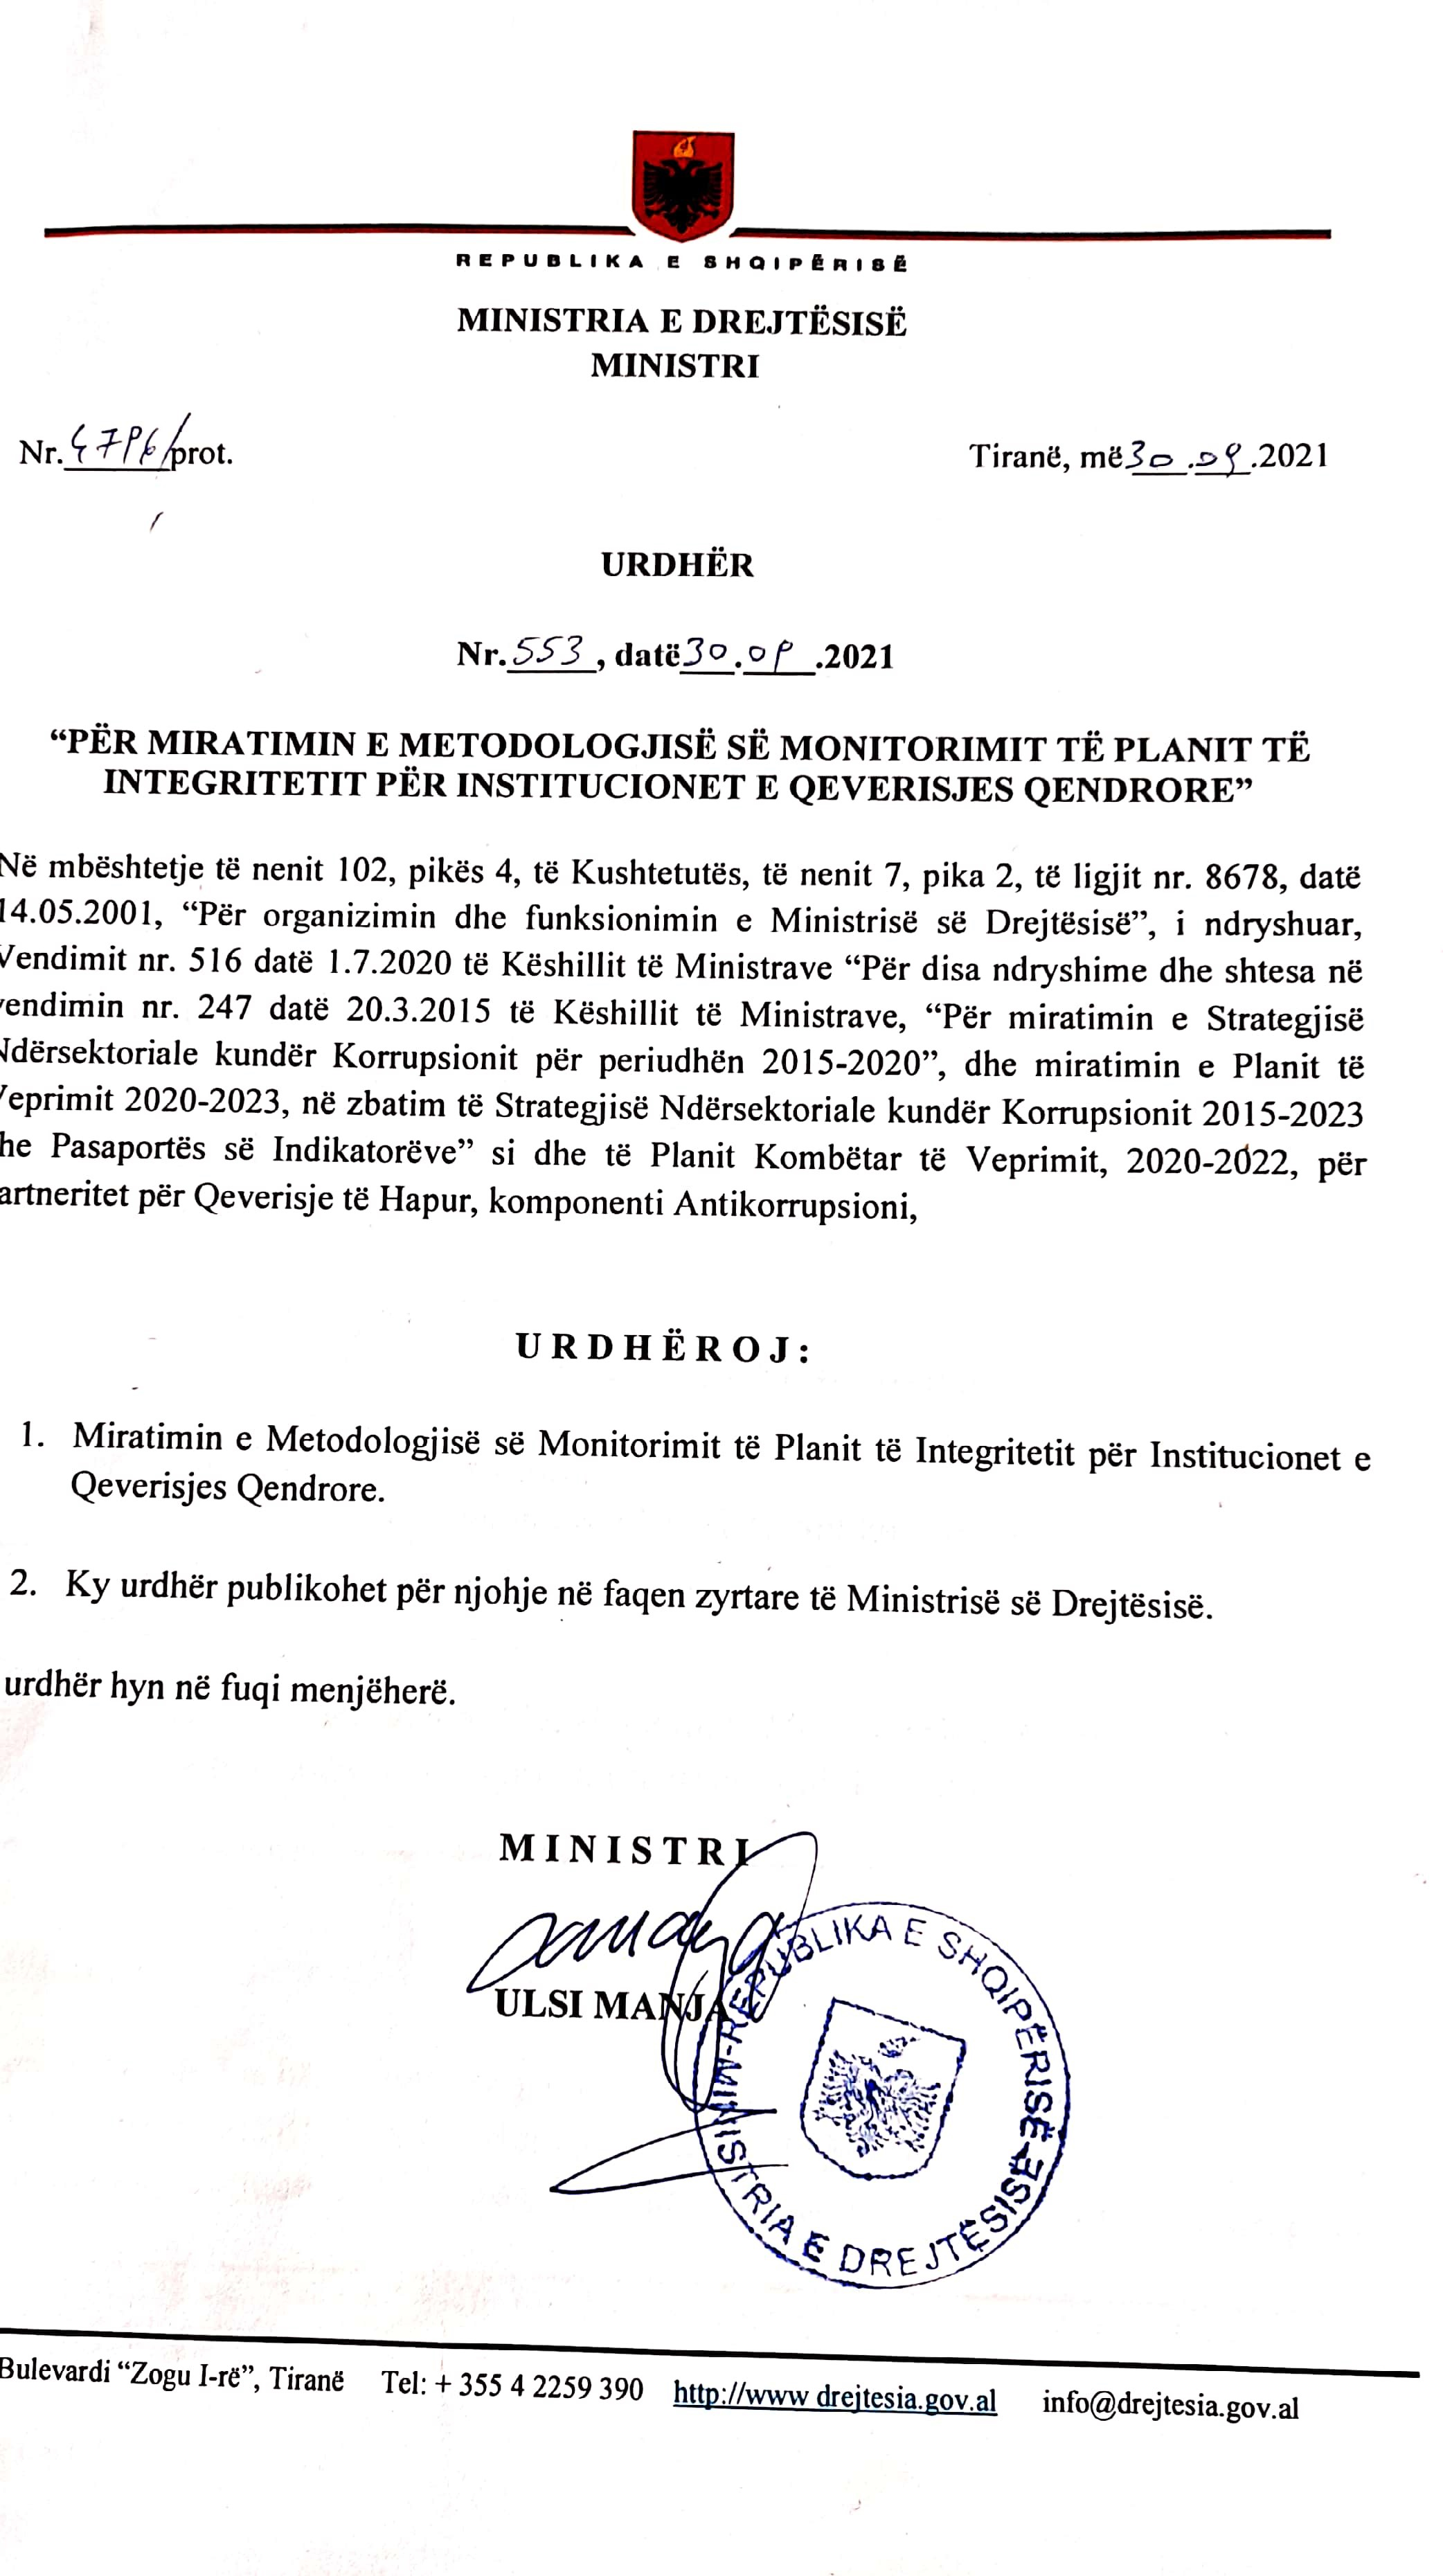 REPUBLIKA E SHQIPËRISË
MINISTRIA E DREJTËSISË
MINISTRI
Nr. prot.
Tiranë, më 30.09.2021
URDHËR
Nr. 553, datë 30.09.2021
“PËR MIRATIMIN E METODOLOGJISË SË MONITORIMIT TË PLANIT TË
INTEGRITETIT PËR INSTITUCIONET E QEVERISJES QENDRORE”
Në mbështetje të nenit 102, pikës 4, të Kushtetutës, të nenit 7, pika 2, të ligjit nr. 8678, datë
14.05.2001, “Për organizimin dhe funksionimin e Ministrisë së Drejtësisë”, i ndryshuar,
Vendimit nr. 516 datë 1.7.2020 të Këshillit të Ministrave “Për disa ndryshime dhe shtesa në
vendimin nr. 247 datë 20.3.2015 të Këshillit të Ministrave, “Për miratimin e Strategjisë
Ndërsektoriale kundër Korrupsionit për periudhën 2015-2020”, dhe miratimin e Planit të
Veprimit 2020-2023, në zbatim të Strategjisë Ndërsektoriale kundër Korrupsionit 2015-2023
he Pasaportës së Indikatorëve” si dhe të Planit Kombëtar të Veprimit, 2020-2022, për
artneritet për Qeverisje të Hapur, komponenti Antikorrupsioni,
URDHËROJ:
1. Miratimin e Metodologjisë së Monitorimit të Planit të Integritetit për Institucionet e
Qeverisjes Qendrore.
2. Ky urdhër publikohet për njohje në faqen zyrtare të Ministrisë së Drejtësisë.
urdhër hyn në fuqi menjëherë.
MINISTRI
ULSI MANJA
REPUBLIKA E SHQIPËRISË
MINISTRIA E DREJTËSISË
Bulevardi “Zogu I-rë”, Tiranë Tel: + 355 4 2259 390 http://www drejtesia.gov.al info@drejtesia.gov.al